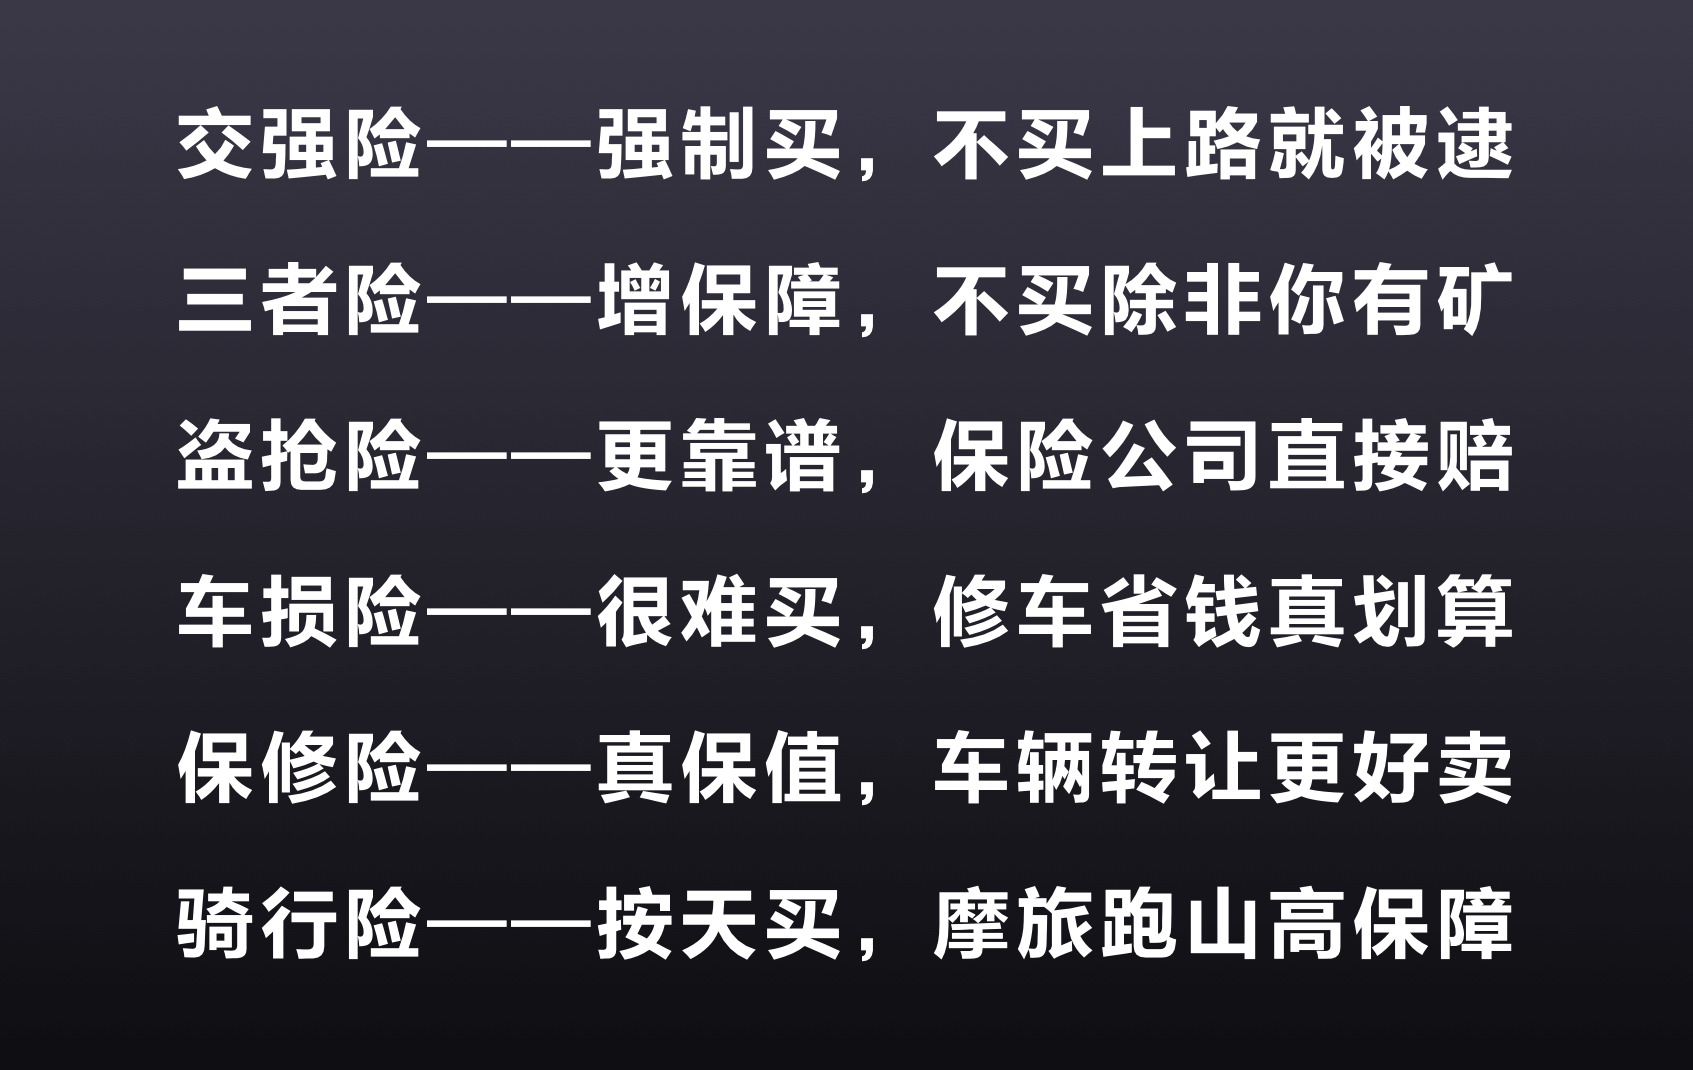 交强险——强制买，不买上路就被逮
三者险——增保障，不买除非你有矿
盗抢险——更靠谱，保险公司直接赔
车损险——很难买，修车省钱真划算
保修险——真保值，车辆转让更好卖
骑行险——按天买，摩旅跑山高保障